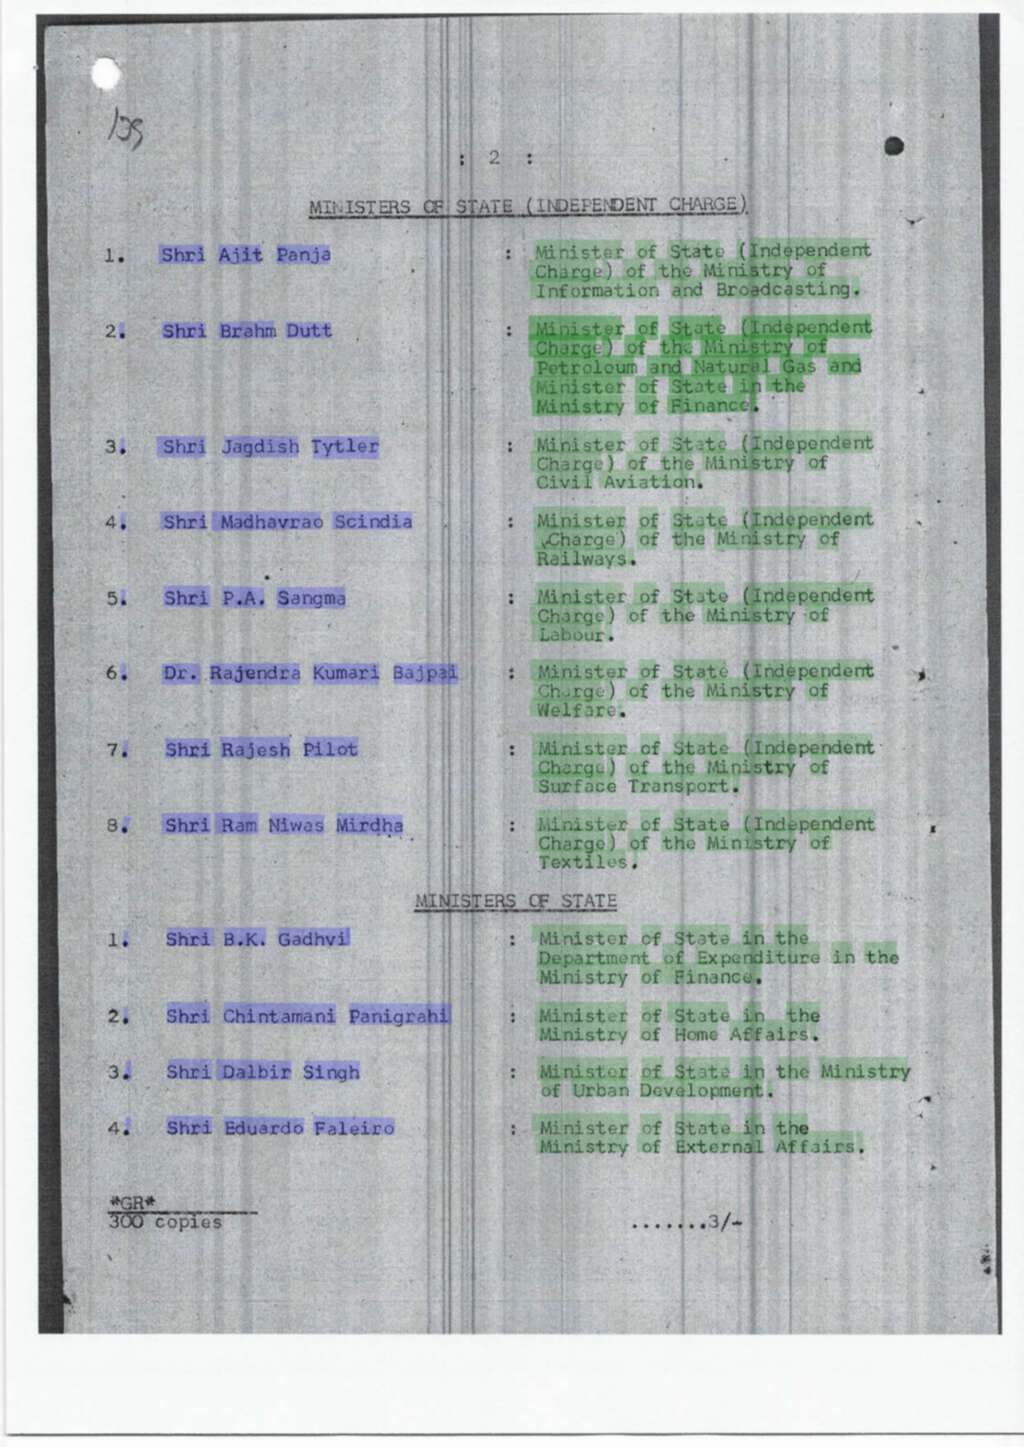 139
: 2 :
MINISTERS OF STATE (INDEPENDENT CHARGE)
1. Shri Ajit Panja : Minister of State (Independent
Charge) of the Ministry of
Information and Broadcasting.
2. Shri Brahm Dutt : Minister of State (Independent
Charge) of the Ministry of
Petroloum and Natural Gas and
Minister of State in the
Ministry of Finance.
3. Shri Jagdish Tytler : Minister of State (Independent
Charge) of the Ministry of
Civil Aviation.
4. Shri Madhavrao Scindia : Minister of State (Independent
Charge) of the Ministry of
Railways.
5. Shri P.A. Sangma : Minister of State (Independent
Charge) of the Ministry of
Labour.
6. Dr. Rajendra Kumari Bajpai : Minister of State (Independent
Charge) of the Ministry of
Welfare.
7. Shri Rajesh Pilot : Minister of State (Independent
Charge) of the Ministry of
Surface Transport.
8. Shri Ram Niwas Mirdha : Minister of State (Independent
Charge) of the Ministry of
Textiles.
MINISTERS OF STATE
1. Shri B.K. Gadhvi : Minister of State in the
Department of Expenditure in the
Ministry of Finance.
2. Shri Chintamani Panigrahi : Minister of State in the
Ministry of Home Affairs.
3. Shri Dalbir Singh : Minister of State in the Ministry
of Urban Development.
4. Shri Eduardo Faleiro : Minister of State in the
Ministry of External Affairs.
*GR*
300 copies .......3/-